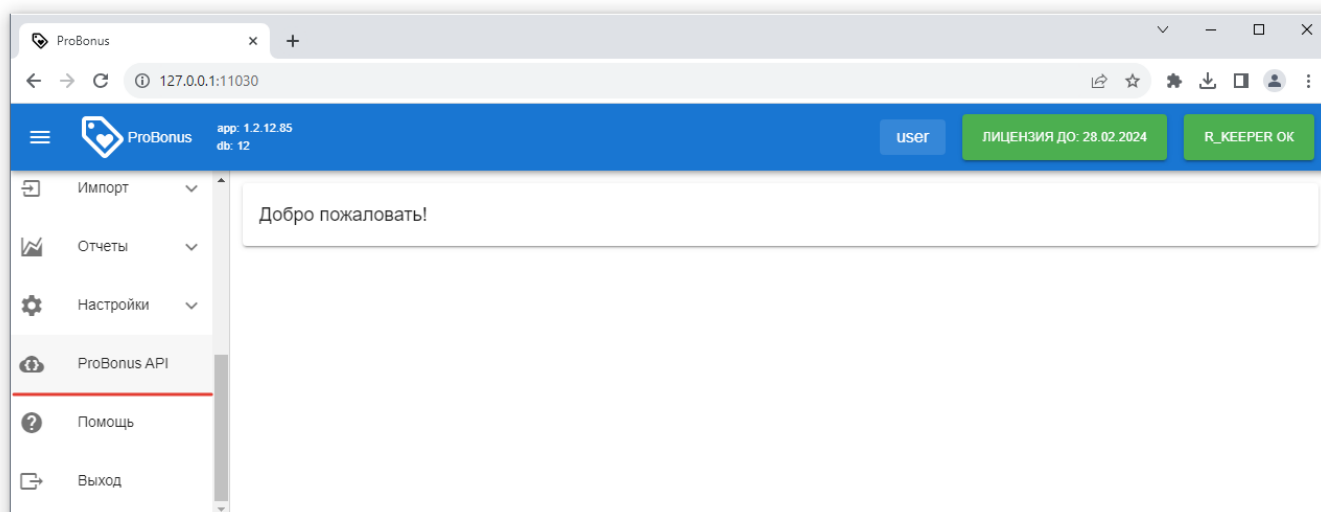 ProBonus
127.0.0.1:11030
ProBonus
app: 1.2.12.85
db: 12
user
ЛИЦЕНЗИЯ ДО: 28.02.2024
R_KEEPER OK
Импорт
Добро пожаловать!
Отчеты
Настройки
ProBonus API
Помощь
Выход